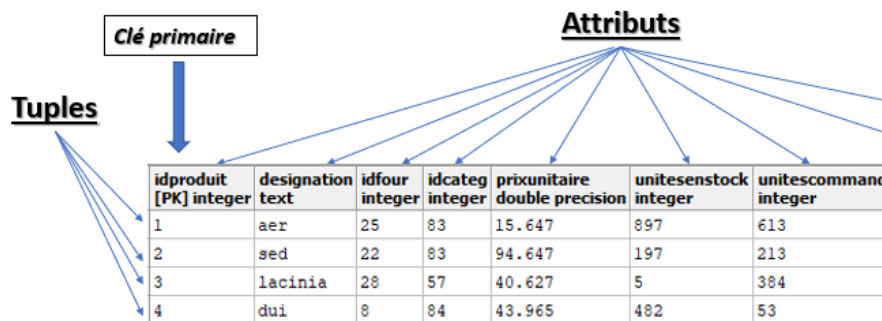 Attributs
Clé primaire
Tuples
idproduit designation idfour idcateg prixunitaire unitesenstock unitescommand
[PK] integer text integer integer double precision integer integer
1 aer 25 83 15.647 897 613
2 sed 22 83 94.647 197 213
3 lacinia 28 57 40.627 5 384
4 dui 8 84 43.965 482 53